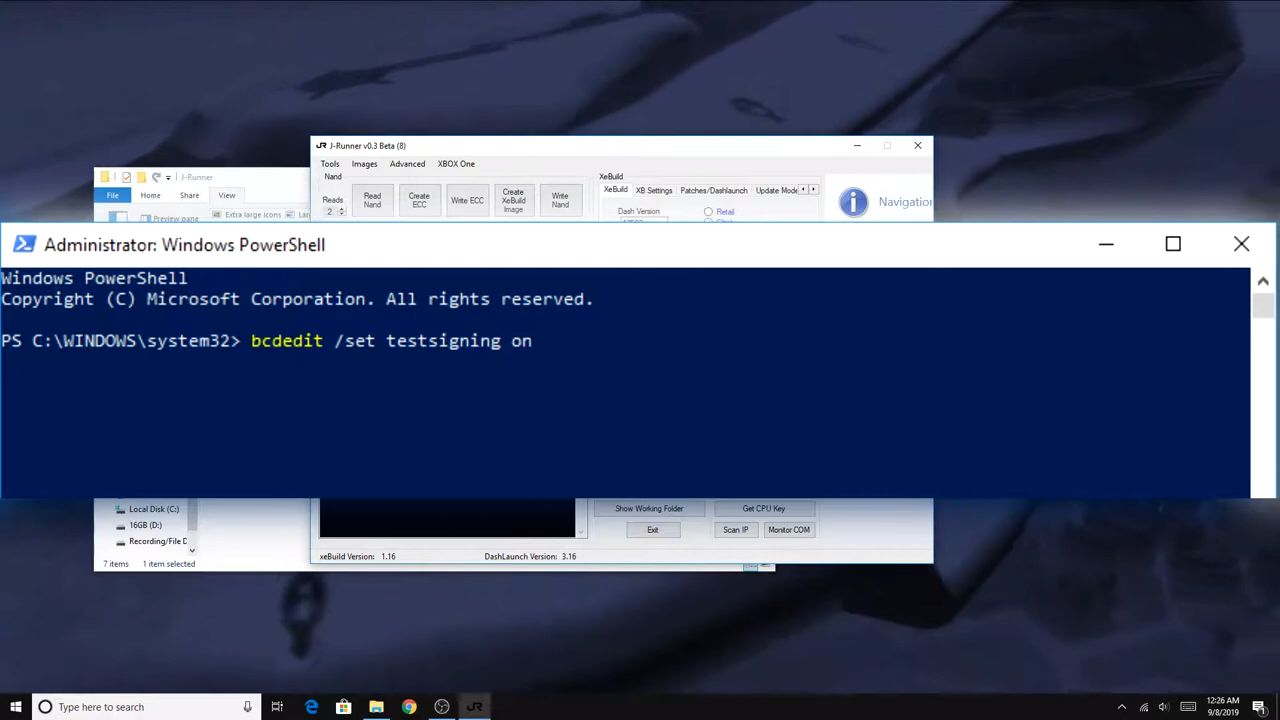 J-Runner v0.3 Beta (8)
Tools Images Advanced XBOX One
Nand
Reads
2
Read Nand
Create ECC
Write ECC
Create XeBuild Image
Write Nand
XeBuild
XeBuild XB Settings Patches/Dashlaunch Update Mode
Dash Version
Retail
Navigation
J-Runner
File Home Share View
Preview pane
Extra large icons
Administrator: Windows PowerShell
Windows PowerShell
Copyright (C) Microsoft Corporation. All rights reserved.
PS C:\WINDOWS\system32> bcdedit /set testsigning on
Local Disk (C:)
16GB (D:)
Recording/File D
7 items 1 item selected
Show Working Folder
Get CPU Key
Exit
Scan IP
Monitor COM
xeBuild Version: 1.16
DashLaunch Version: 3.16
Type here to search
JR
12:26 AM
9/8/2019